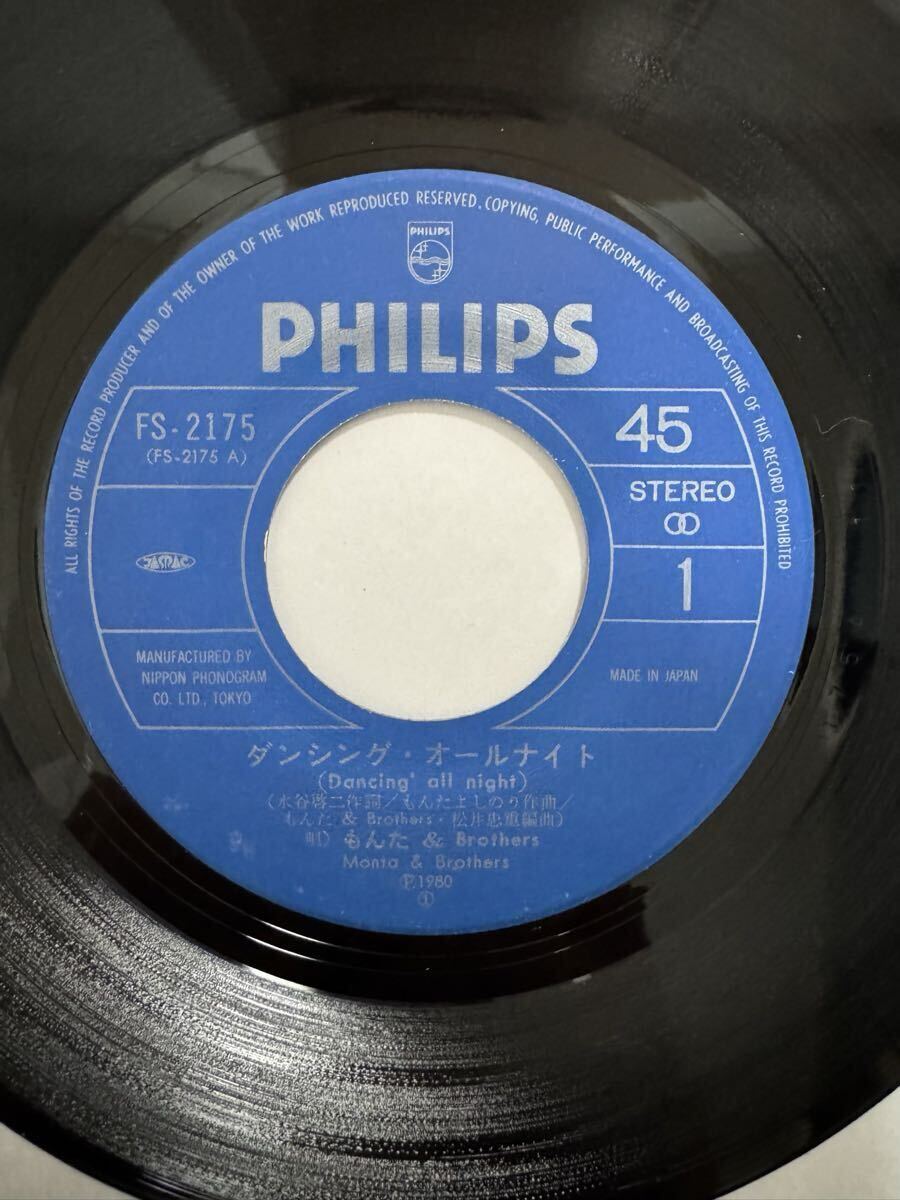 ALL RIGHTS OF THE RECORD PRODUCER AND OF THE OWNER OF THE WORK REPRODUCED RESERVED. COPYING, PUBLIC PERFORMANCE AND BROADCASTING OF THIS RECORD PROHIBITED
PHILIPS
PHILIPS
FS-2175
(FS-2175 A)
45
STEREO
1
JASRAC
MANUFACTURED BY
NIPPON PHONOGRAM
CO. LTD., TOKYO
MADE IN JAPAN
ダンシング・オールナイト
(Dancing' all night)
(水谷啓二作詞/もんたよしのり作曲/
もんた & Brothers・松井忠重編曲)
唄) もんた & Brothers
Monta & Brothers
Ⓟ1980
①